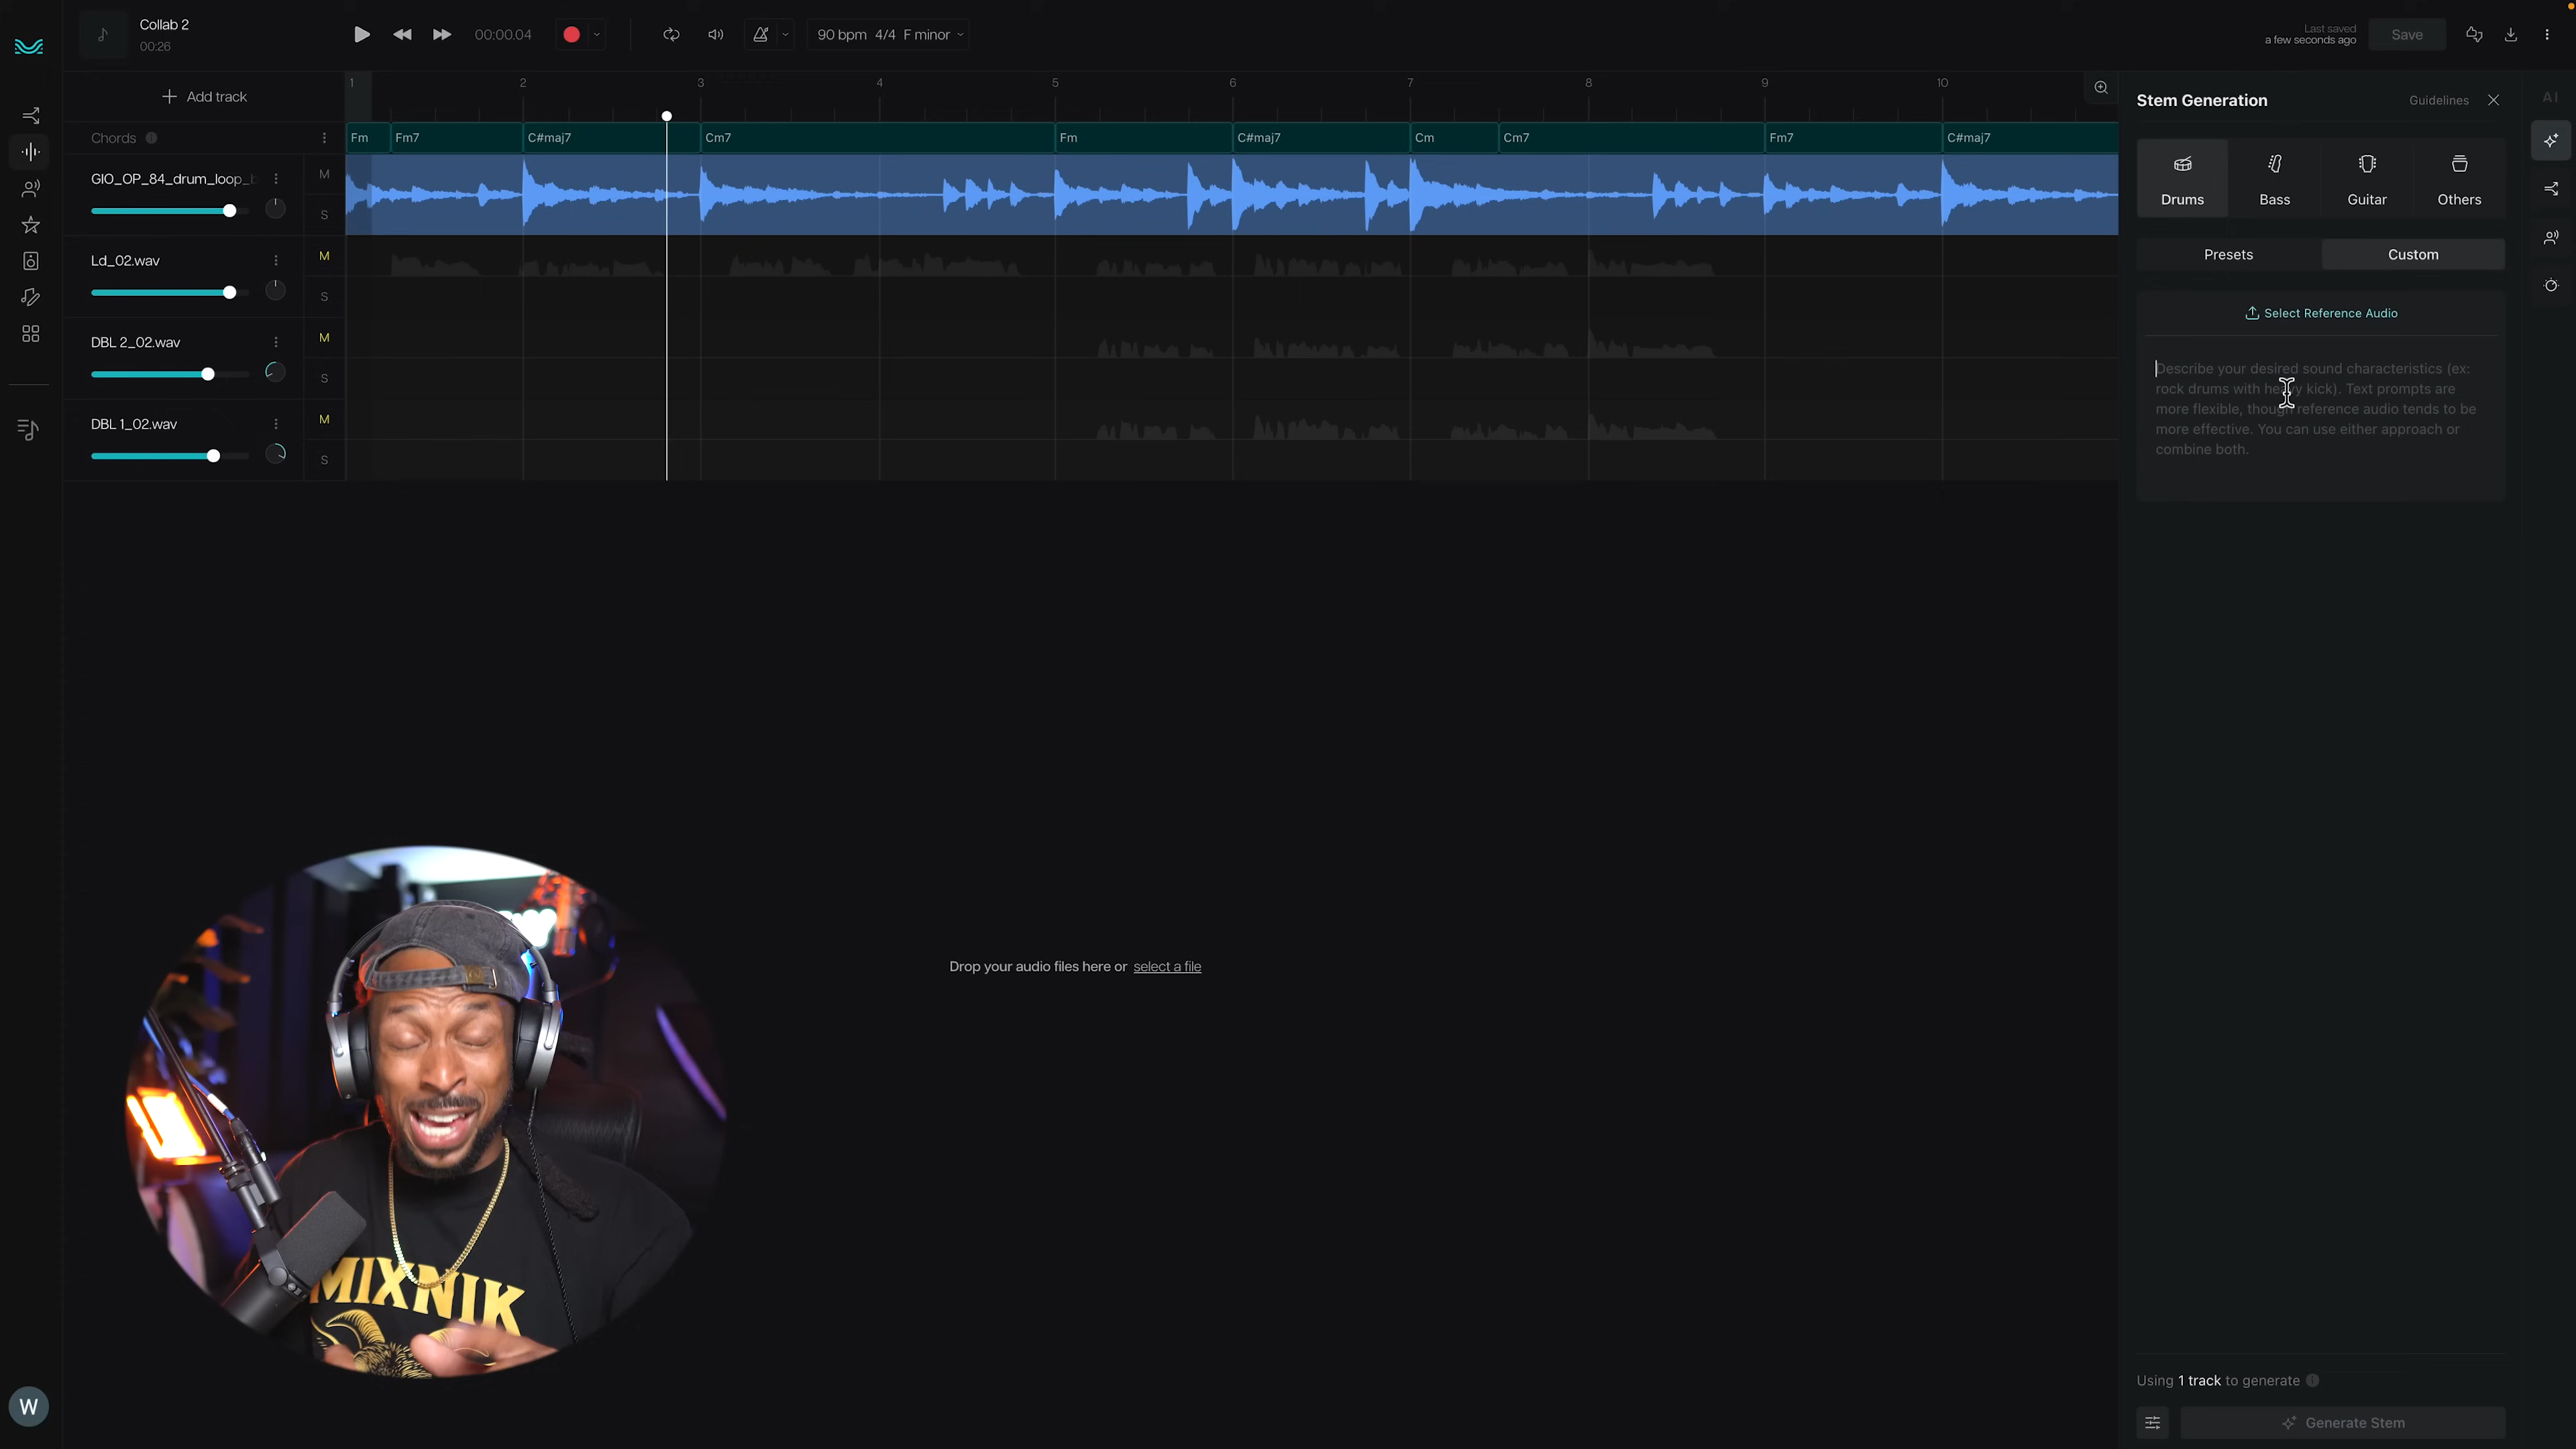 Collab 2
00:26
00:00.04
90 bpm 4/4 F minor
Last saved
a few seconds ago
Save
Add track
1 2 3 4 5 6 7 8 9 10
Chords
Fm Fm7 C#maj7 Cm7 Fm C#maj7 Cm Cm7 Fm7 C#maj7
GIO_OP_84_drum_loop_b
M
S
Ld_02.wav
M
S
DBL 2_02.wav
M
S
DBL 1_02.wav
M
S
Drop your audio files here or select a file
MIXNIK
W
Stem Generation
Guidelines
AI
Drums
Bass
Guitar
Others
Presets
Custom
Select Reference Audio
Describe your desired sound characteristics (ex:
rock drums with heavy kick). Text prompts are
more flexible, though reference audio tends to be
more effective. You can use either approach or
combine both.
Using 1 track to generate
Generate Stem